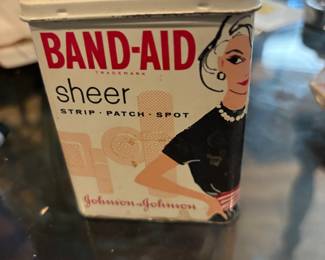 BAND-AID
TRADEMARK
sheer
STRIP · PATCH · SPOT
Johnson & Johnson